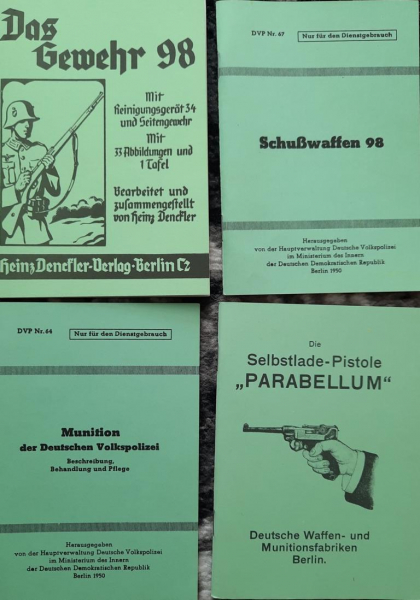 Das
Gewehr 98
Mit
Reinigungsgerät 34
und Seitengewehr
Mit
33 Abbildungen und
1 Tafel
Bearbeitet und
zusammengestellt
von Heinz Denckler
Heinz Denckler-Verlag-Berlin C2
DVP Nr. 67
Nur für den Dienstgebrauch
Schußwaffen 98
Herausgegeben
von der Hauptverwaltung Deutsche Volkspolizei
im Ministerium des Innern
der Deutschen Demokratischen Republik
Berlin 1950
DVP Nr. 64
Nur für den Dienstgebrauch
Munition
der Deutschen Volkspolizei
Beschreibung,
Behandlung und Pflege
Herausgegeben
von der Hauptverwaltung Deutsche Volkspolizei
im Ministerium des Innern
der Deutschen Demokratischen Republik
Berlin 1950
Die
Selbstlade-Pistole
„PARABELLUM"
Deutsche Waffen- und
Munitionsfabriken
Berlin.